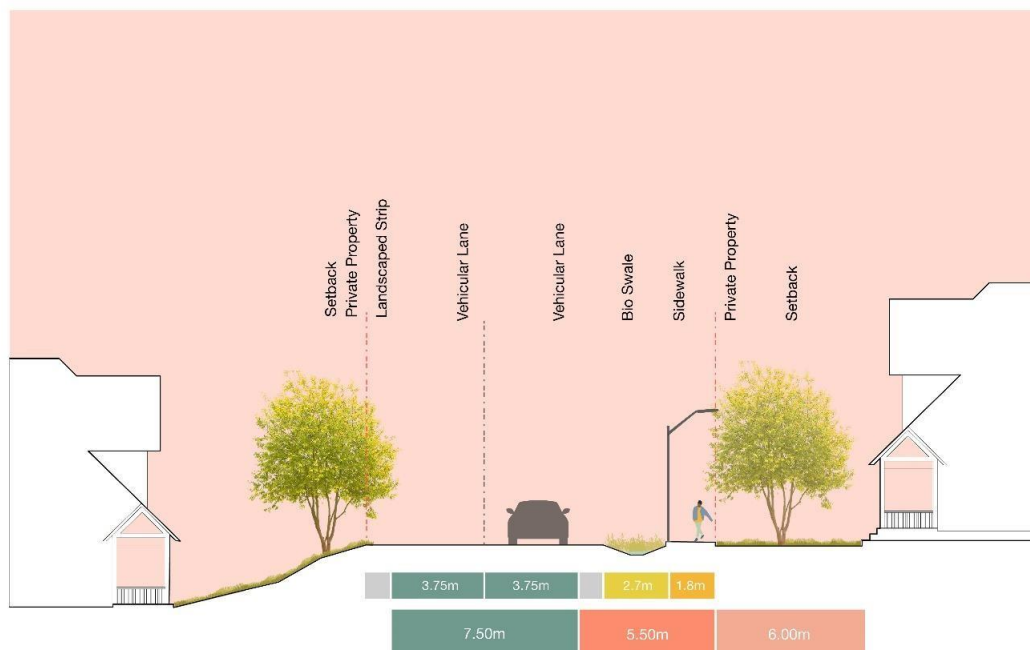 Setback
Private Property
Landscaped Strip
Vehicular Lane
Vehicular Lane
Bio Swale
Sidewalk
Private Property
Setback
3.75m
3.75m
2.7m
1.8m
7.50m
5.50m
6.00m